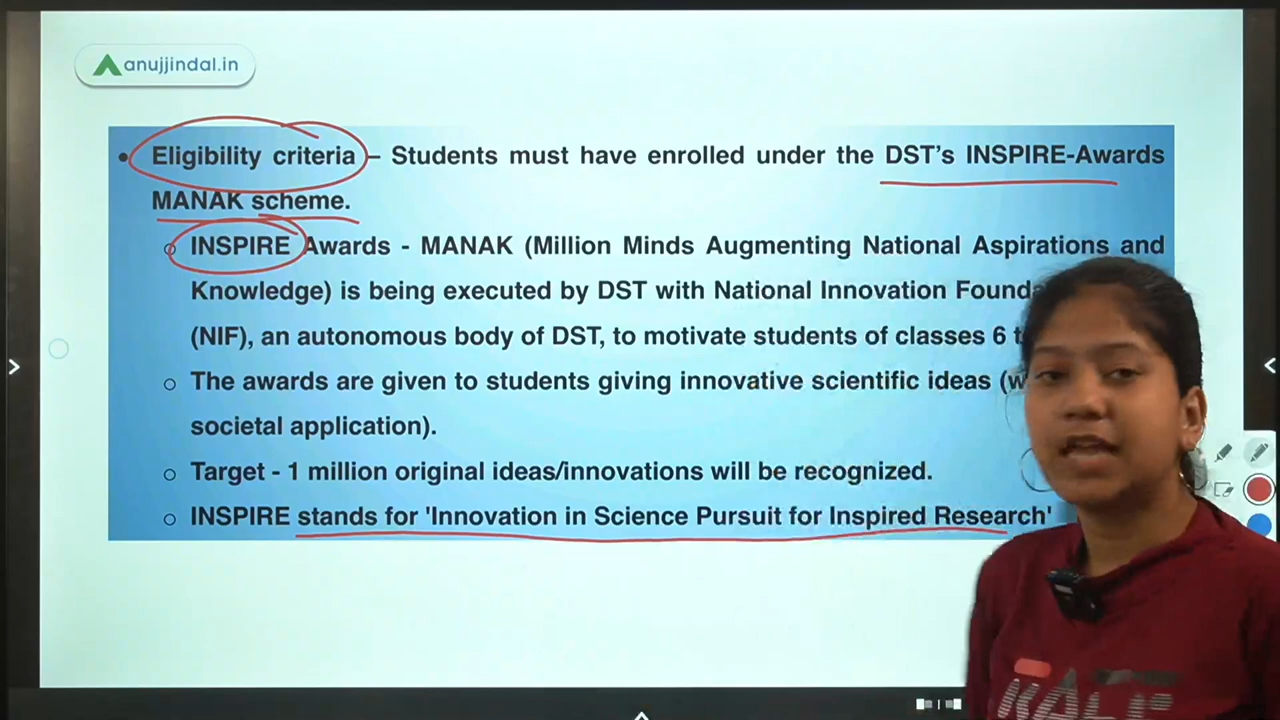 anujjindal.in
• Eligibility criteria – Students must have enrolled under the DST's INSPIRE-Awards
MANAK scheme.
○ INSPIRE Awards - MANAK (Million Minds Augmenting National Aspirations and
Knowledge) is being executed by DST with National Innovation
(NIF), an autonomous body of DST, to motivate students of classes 6
○ The awards are given to students giving innovative scientific ideas
societal application).
○ Target - 1 million original ideas/innovations will be recognized.
○ INSPIRE stands for 'Innovation in Science Pursuit for Inspired Research'